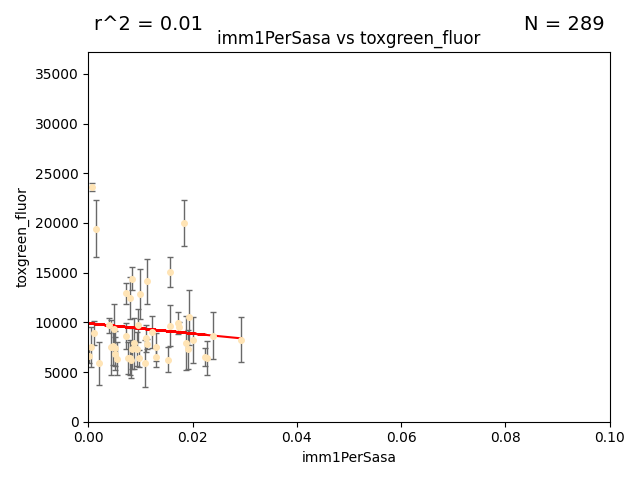 r^2 = 0.01
N = 289
imm1PerSasa vs toxgreen_fluor
35000
30000
25000
20000
15000
10000
5000
0
toxgreen_fluor
0.00
0.02
0.04
0.06
0.08
0.10
imm1PerSasa